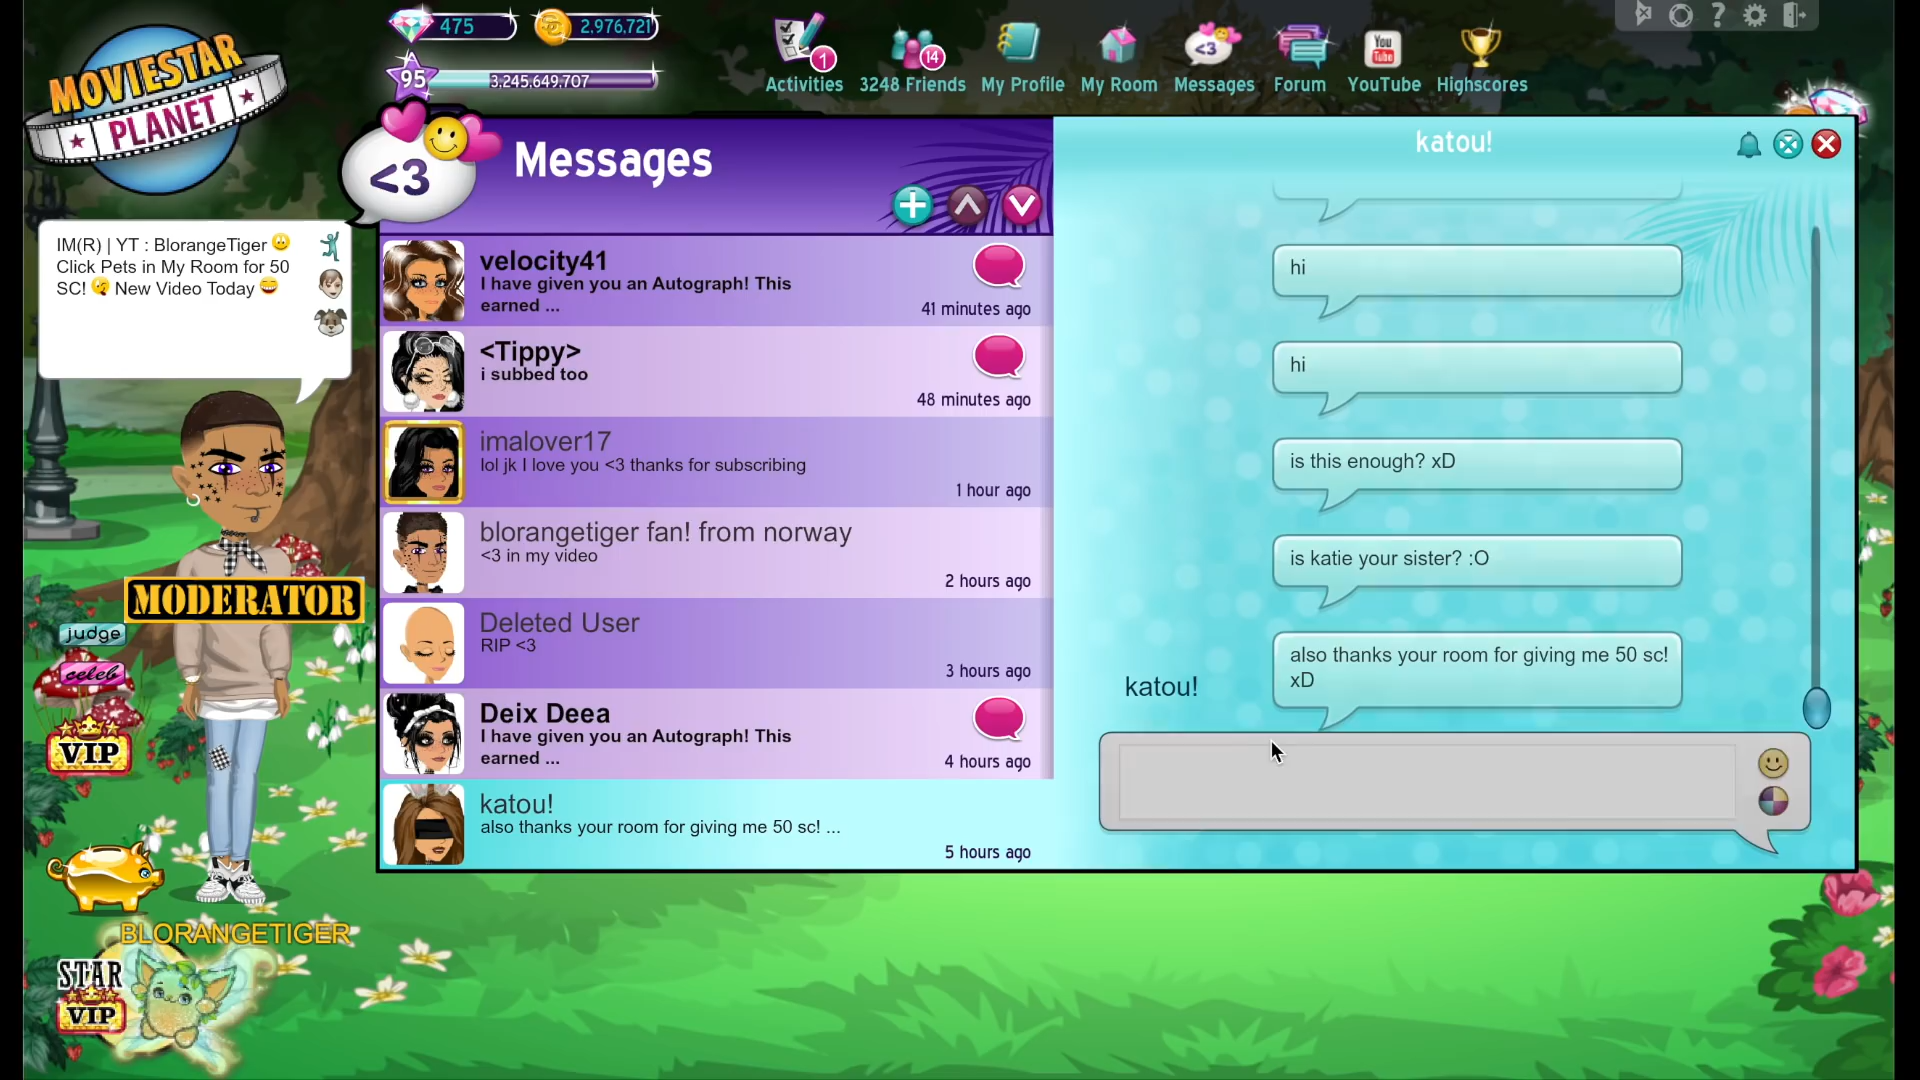 MOVIESTAR
PLANET
475
2.976.721
95
3.245.649.707
1
Activities
14
3248 Friends
My Profile
My Room
<3
Messages
Forum
You
Tube
YouTube
Highscores
?
IM(R) | YT : BlorangeTiger
Click Pets in My Room for 50
SC! New Video Today
MODERATOR
judge
celeb
VIP
BLORANGETIGER
STAR
VIP
<3
Messages
velocity41
I have given you an Autograph! This
earned ...
41 minutes ago
<Tippy>
i subbed too
48 minutes ago
imalover17
lol jk I love you <3 thanks for subscribing
1 hour ago
blorangetiger fan! from norway
<3 in my video
2 hours ago
Deleted User
RIP <3
3 hours ago
Deix Deea
I have given you an Autograph! This
earned ...
4 hours ago
katou!
also thanks your room for giving me 50 sc! ...
5 hours ago
katou!
hi
hi
is this enough? xD
is katie your sister? :O
also thanks your room for giving me 50 sc!
xD
katou!